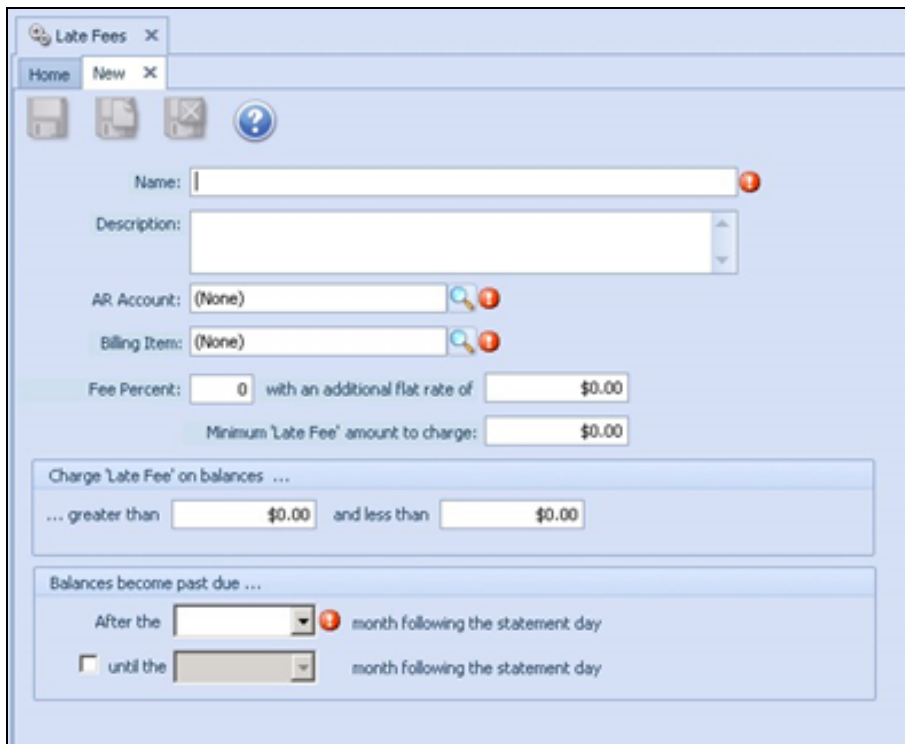 Late Fees
Home New
Name:
Description:
AR Account: (None)
Billing Item: (None)
Fee Percent: 0 with an additional flat rate of $0.00
Minimum 'Late Fee' amount to charge: $0.00
Charge 'Late Fee' on balances ...
... greater than $0.00 and less than $0.00
Balances become past due ...
After the month following the statement day
until the month following the statement day